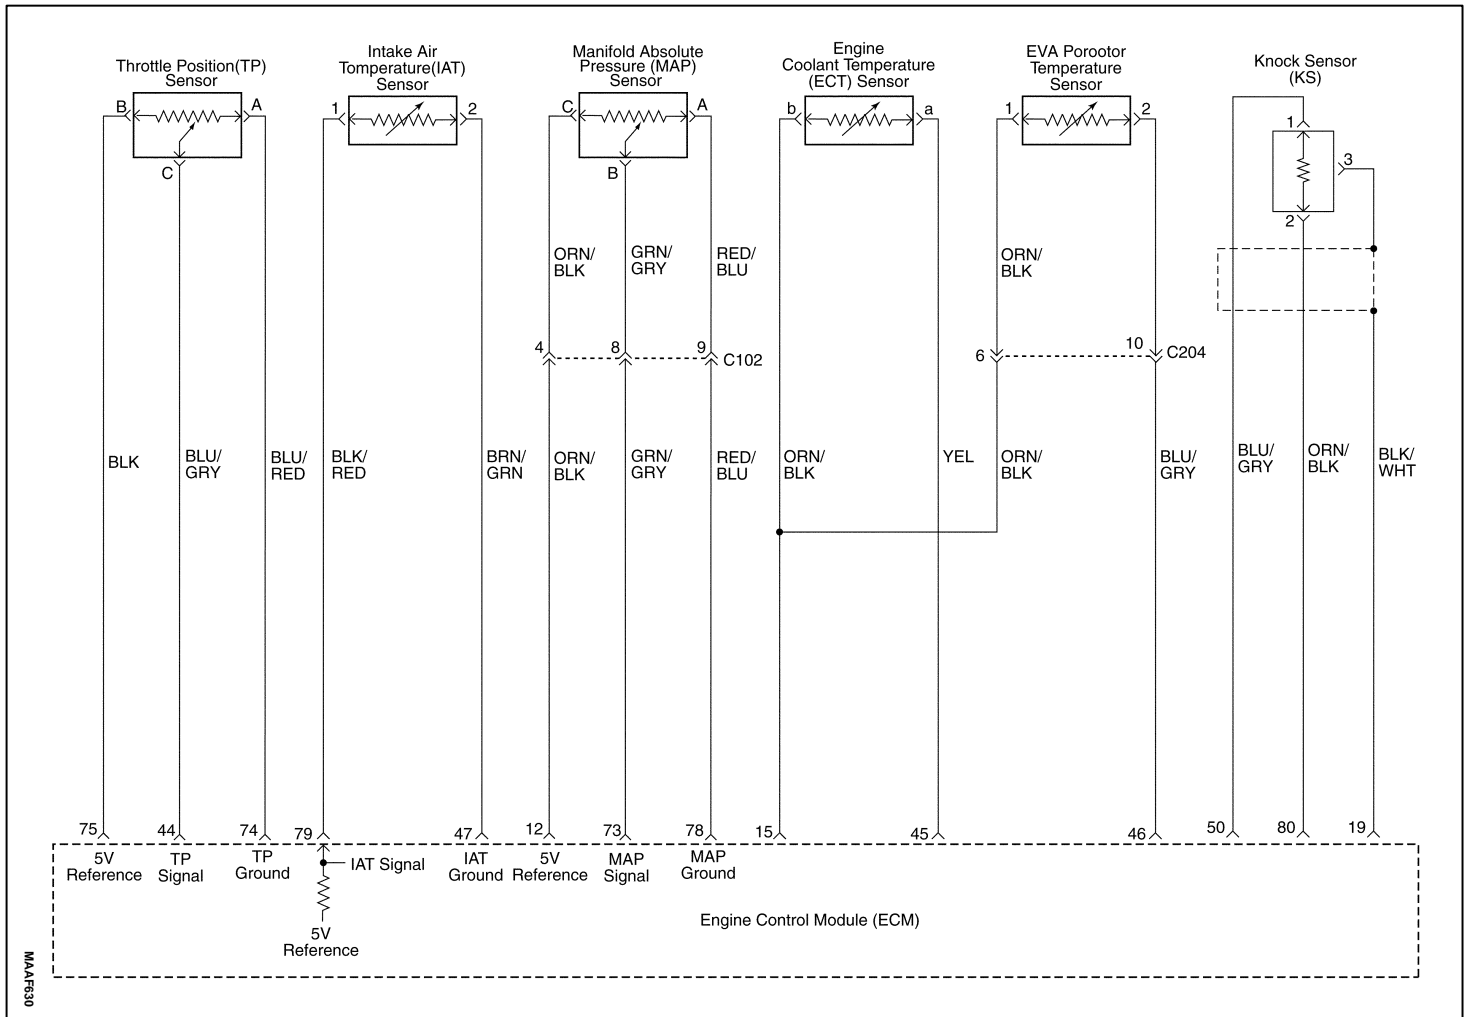 Throttle Position(TP)
Sensor
Intake Air
Tomperature(IAT)
Sensor
Manifold Absolute
Pressure (MAP)
Sensor
Engine
Coolant Temperature
(ECT) Sensor
EVA Porootor
Temperature
Sensor
Knock Sensor
(KS)
B
A
C
1
2
C
A
B
b
a
1
2
1
3
2
ORN/
BLK
GRN/
GRY
RED/
BLU
ORN/
BLK
4
8
9
C102
6
10
C204
BLK
BLU/
GRY
BLU/
RED
BLK/
RED
BRN/
GRN
ORN/
BLK
GRN/
GRY
RED/
BLU
ORN/
BLK
YEL
ORN/
BLK
BLU/
GRY
BLU/
GRY
ORN/
BLK
BLK/
WHT
75
44
74
79
47
12
73
78
15
45
46
50
80
19
5V
Reference
TP
Signal
TP
Ground
IAT Signal
5V
Reference
IAT
Ground
5V
Reference
MAP
Signal
MAP
Ground
Engine Control Module (ECM)
MAAF630